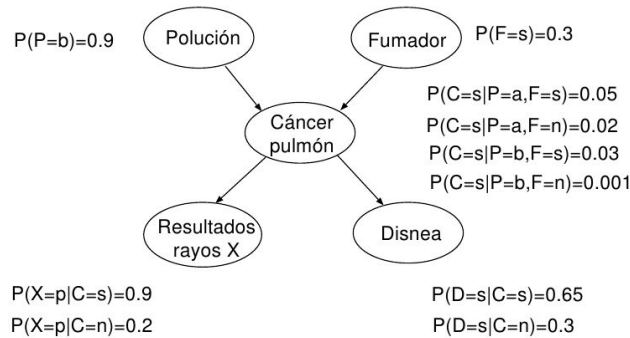 P(P=b)=0.9
Polución
Fumador
P(F=s)=0.3
P(C=s|P=a,F=s)=0.05
P(C=s|P=a,F=n)=0.02
P(C=s|P=b,F=s)=0.03
P(C=s|P=b,F=n)=0.001
Cáncer
pulmón
Resultados
rayos X
Disnea
P(X=p|C=s)=0.9
P(X=p|C=n)=0.2
P(D=s|C=s)=0.65
P(D=s|C=n)=0.3